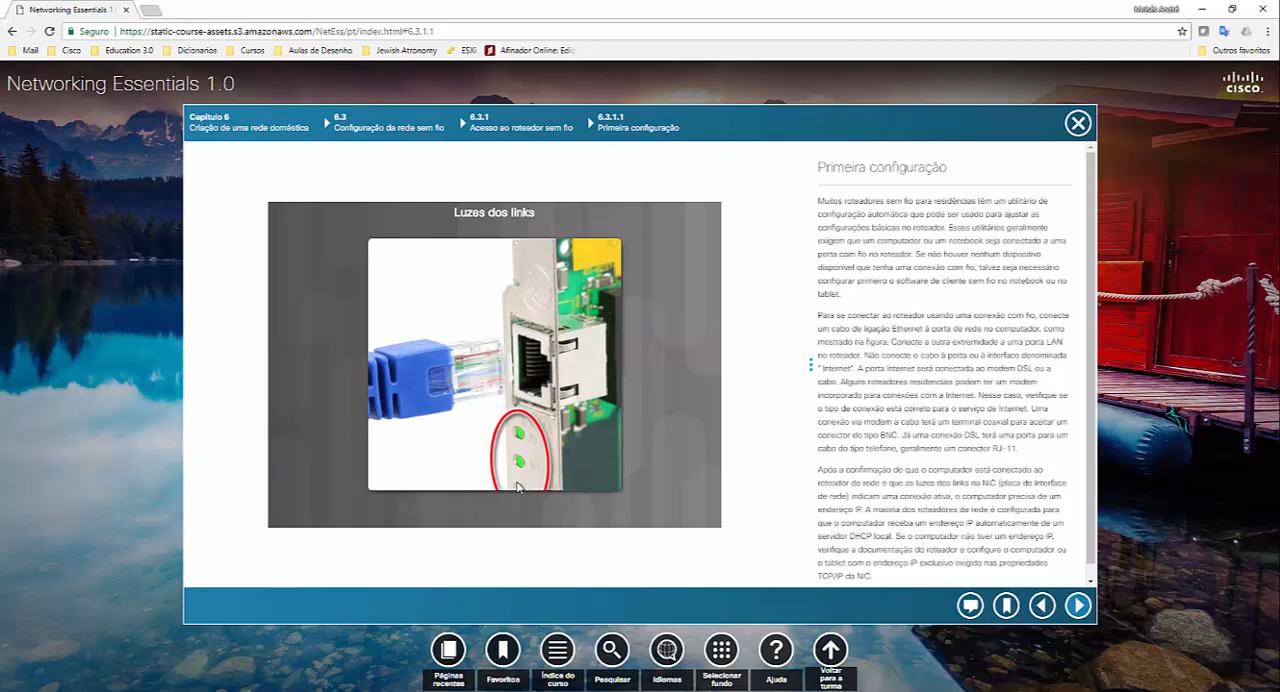 Networking Essentials 1.0
Moisés André
Seguro
https://static-course-assets.s3.amazonaws.com/NetEss/pt/index.html#6.3.1.1
Mail
Cisco
Education 3.0
Dicionarios
Cursos
Aulas de Desenho
Jewish Atronomy
ESXi
Afinador Online: Edic
Outros favoritos
Networking Essentials 1.0
CISCO.
Capítulo 6
Criação de uma rede doméstica
6.3
Configuração da rede sem fio
6.3.1
Acesso ao roteador sem fio
6.3.1.1
Primeira configuração
Luzes dos links
Primeira configuração
Muitos roteadores sem fio para residências têm um utilitário de
configuração automática que pode ser usado para ajustar as
configurações básicas no roteador. Esses utilitários geralmente
exigem que um computador ou um notebook seja conectado a uma
porta com fio no roteador. Se não houver nenhum dispositivo
disponível que tenha uma conexão com fio, talvez seja necessário
configurar primeiro o software de cliente sem fio no notebook ou no
tablet.
Para se conectar ao roteador usando uma conexão com fio, conecte
um cabo de ligação Ethernet à porta de rede no computador, como
mostrado na figura. Conecte a outra extremidade a uma porta LAN
no roteador. Não conecte o cabo à porta ou à interface denominada
"Internet". A porta Internet será conectada ao modem DSL ou a
cabo. Alguns roteadores residenciais podem ter um modem
incorporado para conexões com a Internet. Nesse caso, verifique se
o tipo de conexão está correto para o serviço de Internet. Uma
conexão via modem a cabo terá um terminal coaxial para aceitar um
conector do tipo BNC. Já uma conexão DSL terá uma porta para um
cabo do tipo telefone, geralmente um conector RJ-11.
Após a confirmação de que o computador está conectado ao
roteador de rede e que as luzes dos links na NIC (placa de interface
de rede) indicam uma conexão ativa, o computador precisa de um
endereço IP. A maioria dos roteadores de rede é configurada para
que o computador receba um endereço IP automaticamente de um
servidor DHCP local. Se o computador não tiver um endereço IP,
verifique a documentação do roteador e configure o computador ou
o tablet com o endereço IP exclusivo exigido nas propriedades
TCP/IP da NIC.
Páginas recentes
Favoritos
Índice do curso
Pesquisar
Idiomas
Selecionar fundo
Ajuda
Voltar para a turma